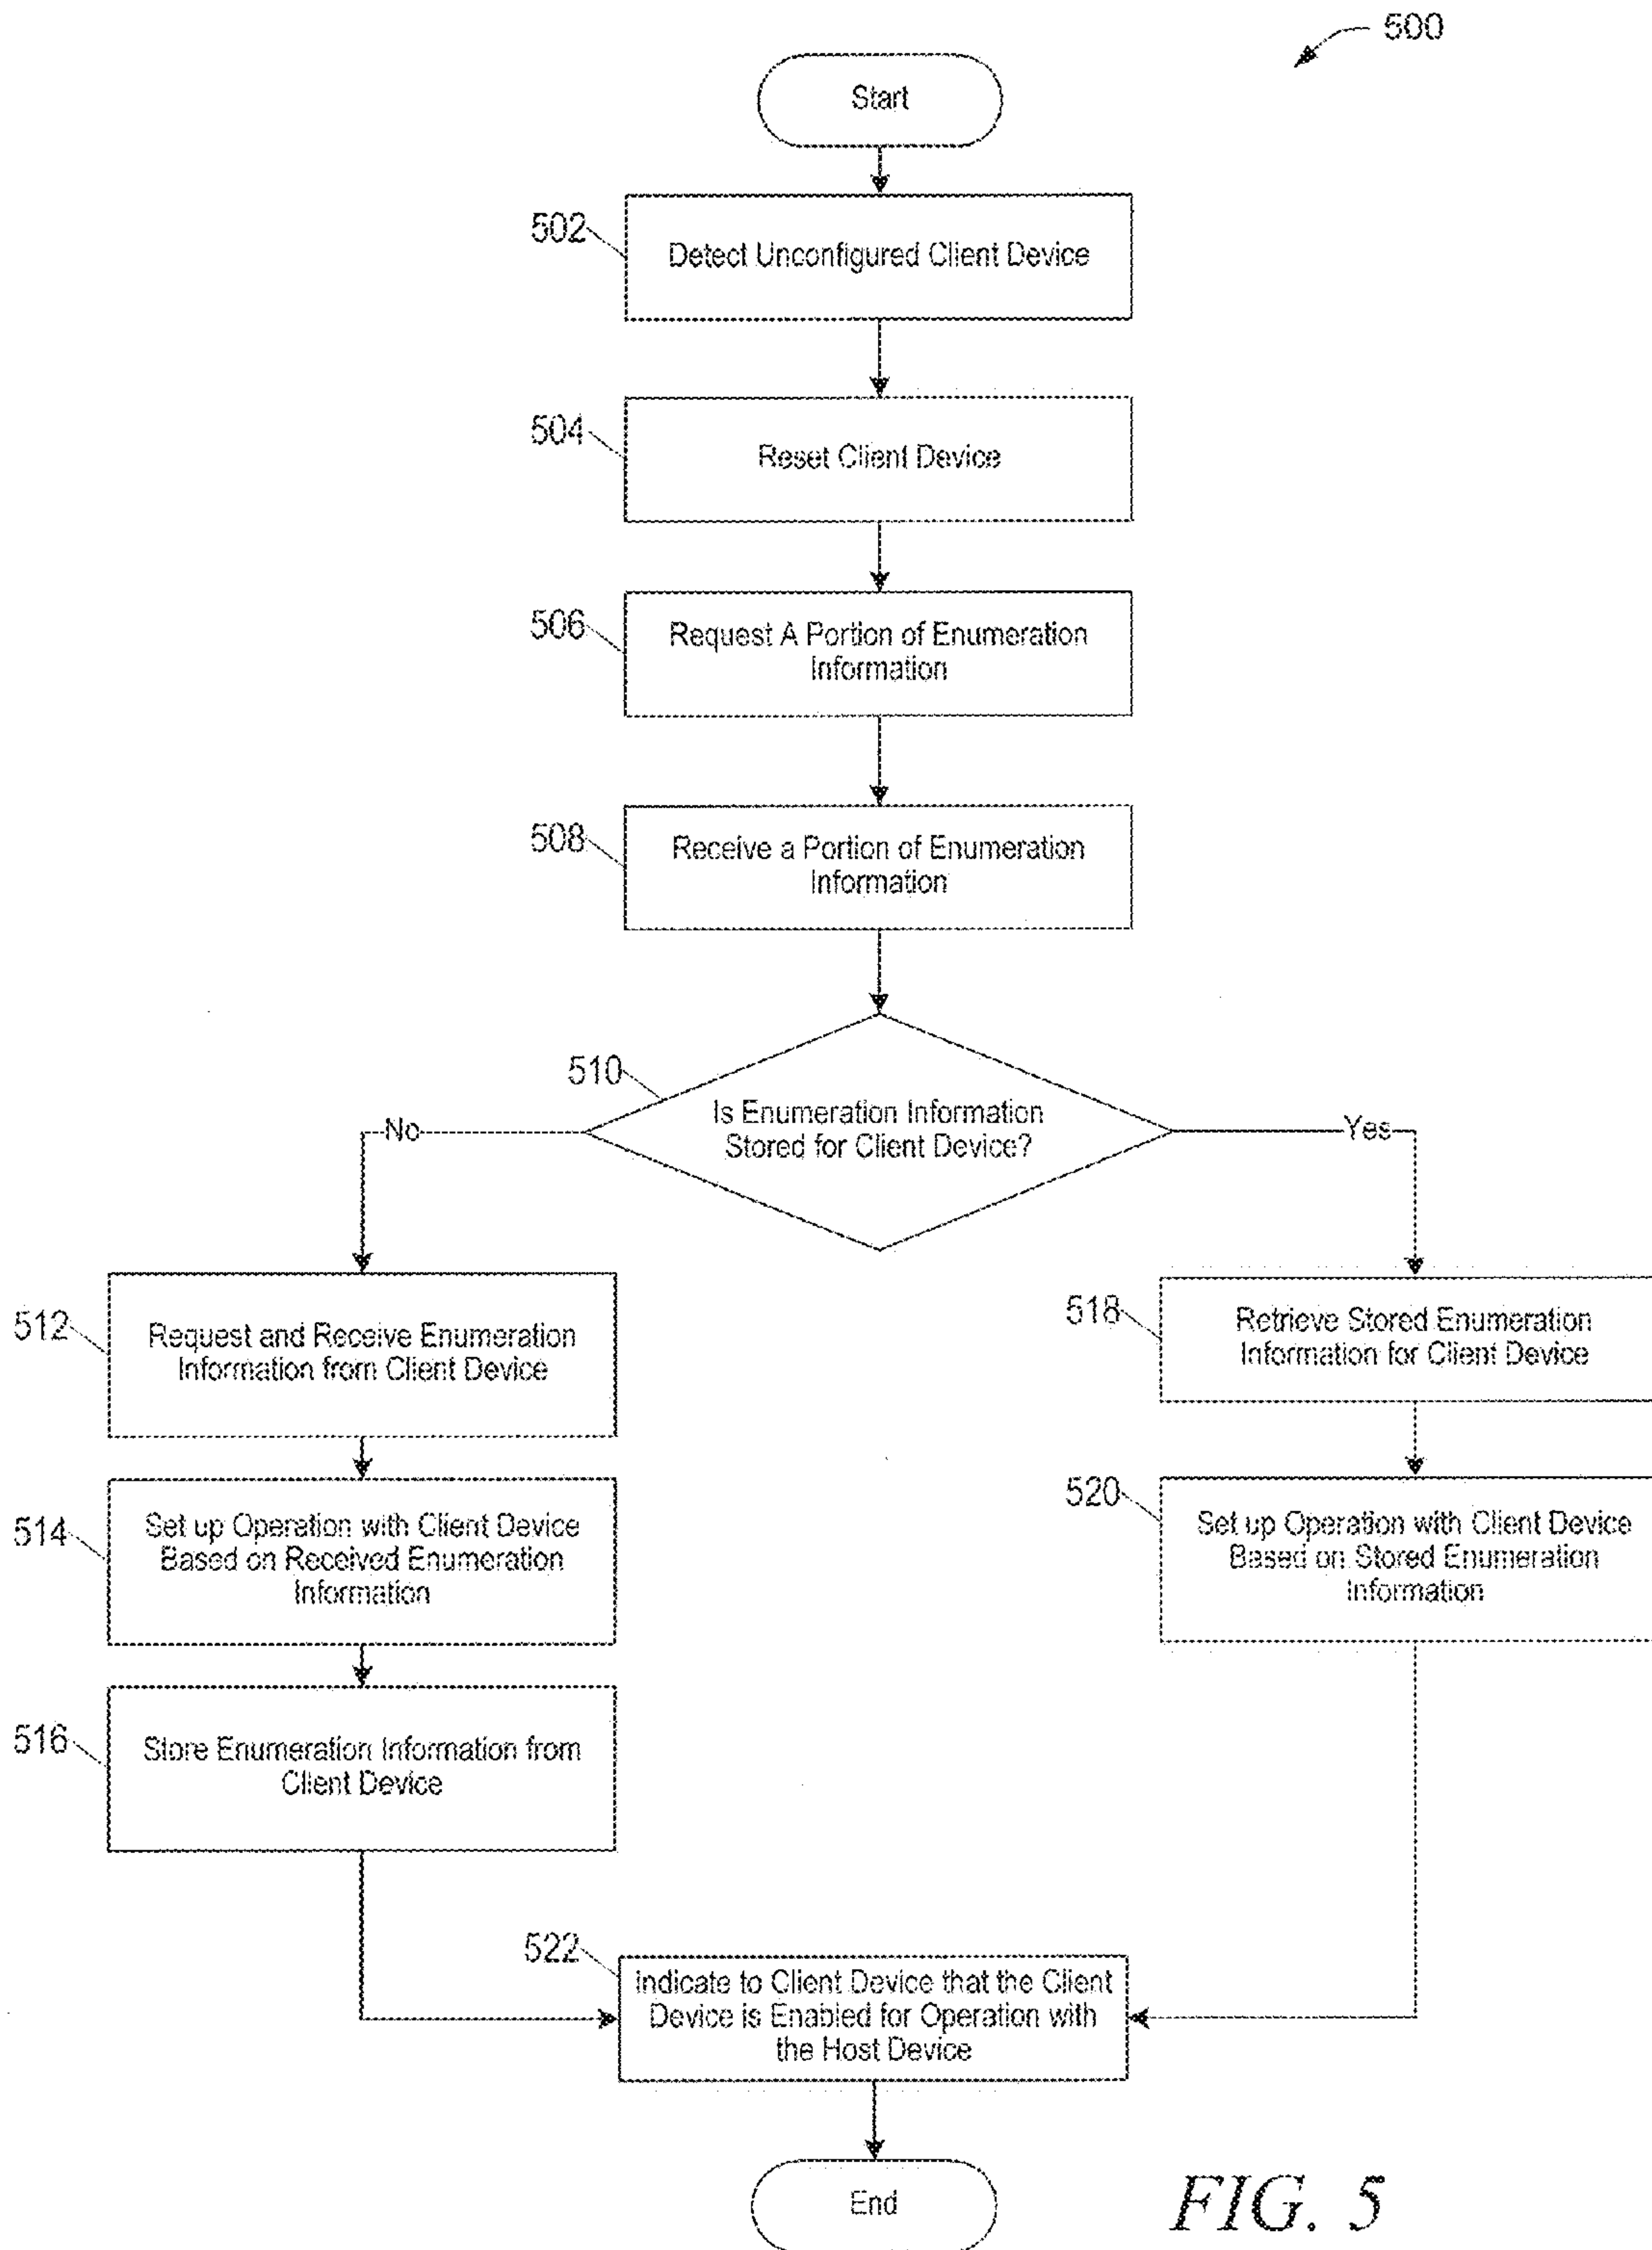 500
Start
502
Detect Unconfigured Client Device
504
Reset Client Device
506
Request A Portion of Enumeration
Information
508
Receive a Portion of Enumeration
Information
510
Is Enumeration Information
Stored for Client Device?
No
Yes
512
Request and Receive Enumeration
Information from Client Device
518
Retrieve Stored Enumeration
Information for Client Device
514
Set up Operation with Client Device
Based on Received Enumeration
Information
520
Set up Operation with Client Device
Based on Stored Enumeration
Information
516
Store Enumeration Information from
Client Device
522
Indicate to Client Device that the Client
Device is Enabled for Operation with
the Host Device
End
FIG. 5